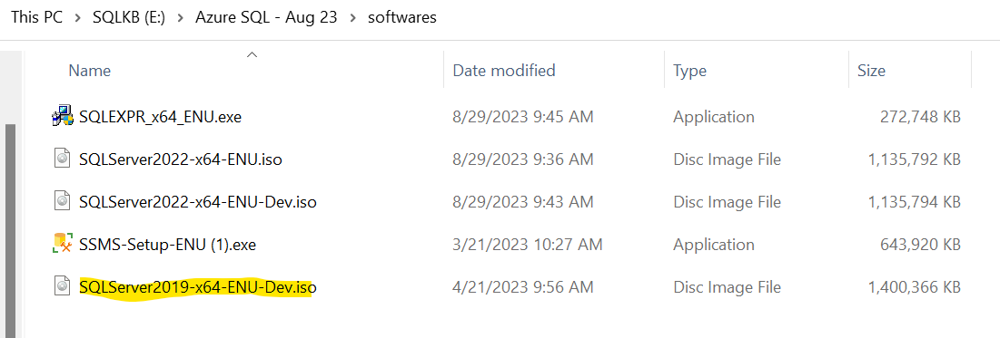 This PC > SQLKB (E:) > Azure SQL - Aug 23 > softwares
Name Date modified Type Size
SQLEXPR_x64_ENU.exe 8/29/2023 9:45 AM Application 272,748 KB
SQLServer2022-x64-ENU.iso 8/29/2023 9:36 AM Disc Image File 1,135,792 KB
SQLServer2022-x64-ENU-Dev.iso 8/29/2023 9:43 AM Disc Image File 1,135,794 KB
SSMS-Setup-ENU (1).exe 3/21/2023 10:27 AM Application 643,920 KB
SQLServer2019-x64-ENU-Dev.iso 4/21/2023 9:56 AM Disc Image File 1,400,366 KB